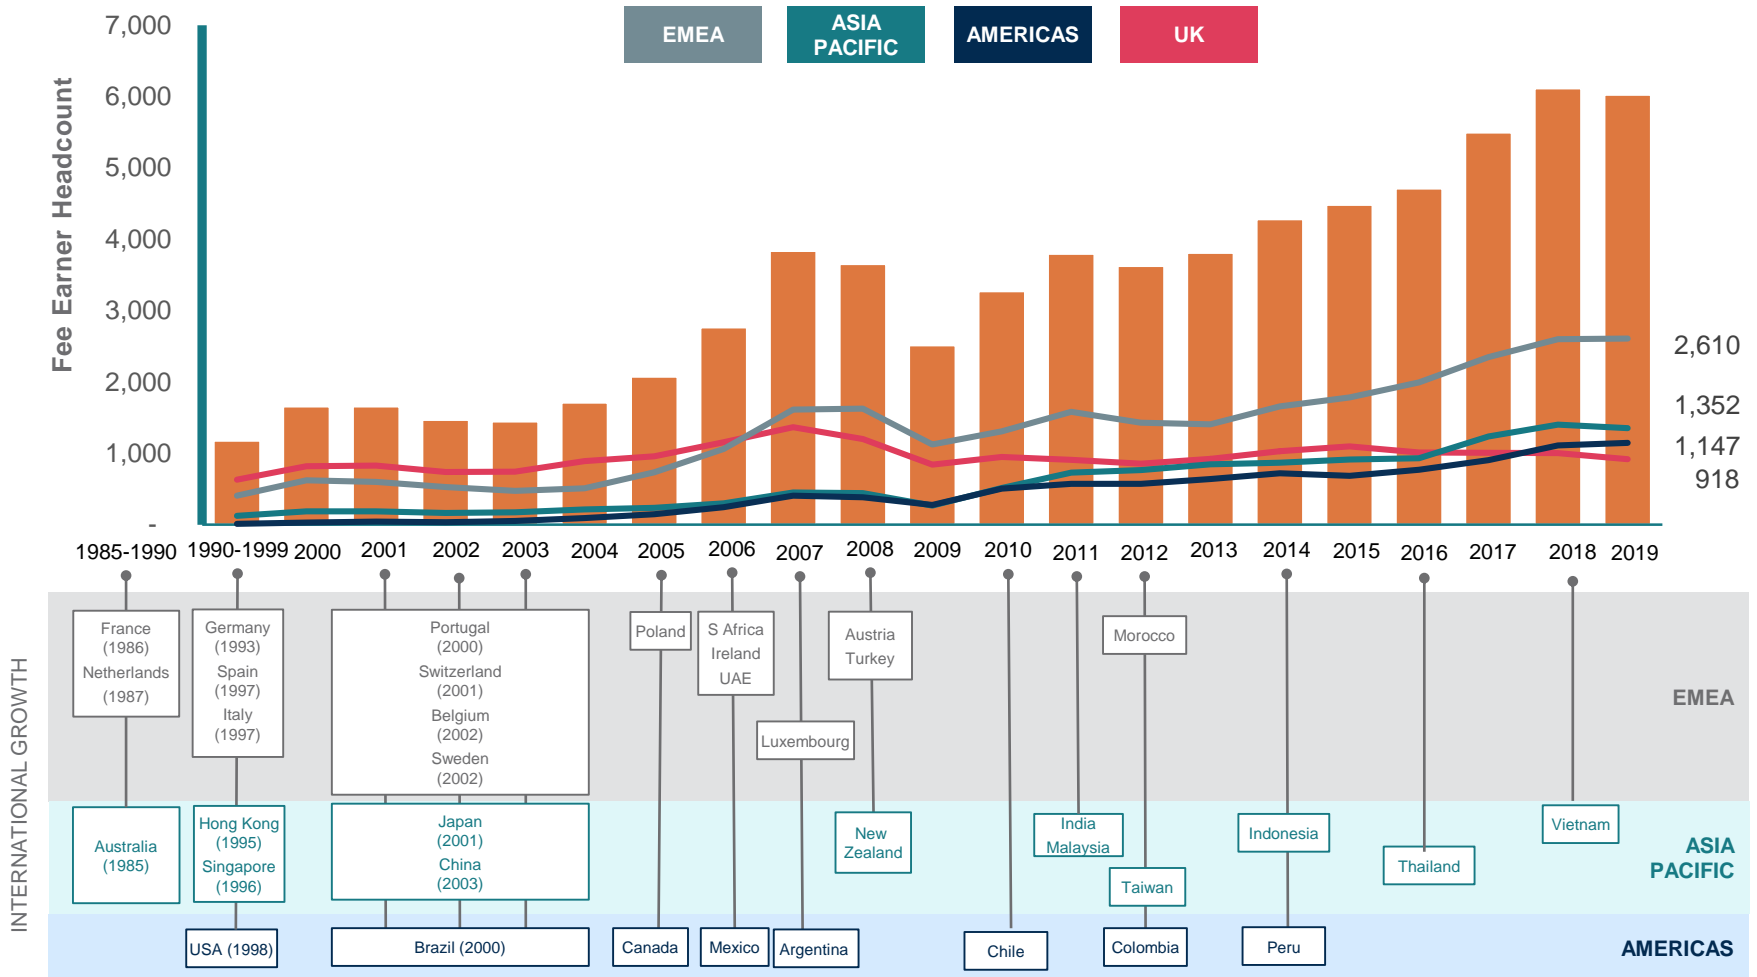 EMEA
ASIA
PACIFIC
AMERICAS
UK
Fee Earner Headcount
7,000
6,000
5,000
4,000
3,000
2,000
1,000
-
2,610
1,352
1,147
918
1985-1990
1990-1999
2000
2001
2002
2003
2004
2005
2006
2007
2008
2009
2010
2011
2012
2013
2014
2015
2016
2017
2018
2019
INTERNATIONAL GROWTH
France
(1986)
Netherlands
(1987)
Germany
(1993)
Spain
(1997)
Italy
(1997)
Portugal
(2000)
Switzerland
(2001)
Belgium
(2002)
Sweden
(2002)
Poland
S Africa
Ireland
UAE
Luxembourg
Austria
Turkey
Morocco
EMEA
Australia
(1985)
Hong Kong
(1995)
Singapore
(1996)
Japan
(2001)
China
(2003)
New
Zealand
India
Malaysia
Taiwan
Indonesia
Thailand
Vietnam
ASIA
PACIFIC
USA (1998)
Brazil (2000)
Canada
Mexico
Argentina
Chile
Colombia
Peru
AMERICAS